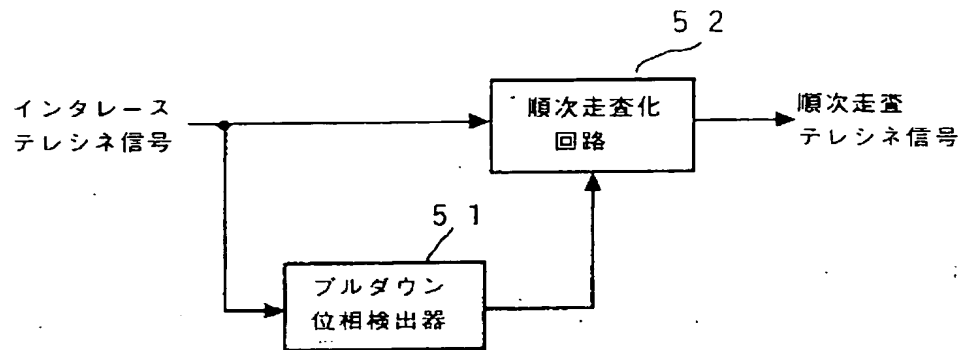 5 2
インタレース
テレシネ信号
順次走査化
回路
順次走査
テレシネ信号
5 1
プルダウン
位相検出器